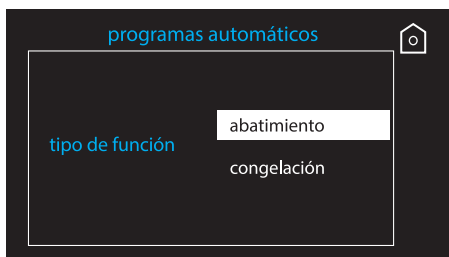 programas automáticos
abatimiento
tipo de función
congelación